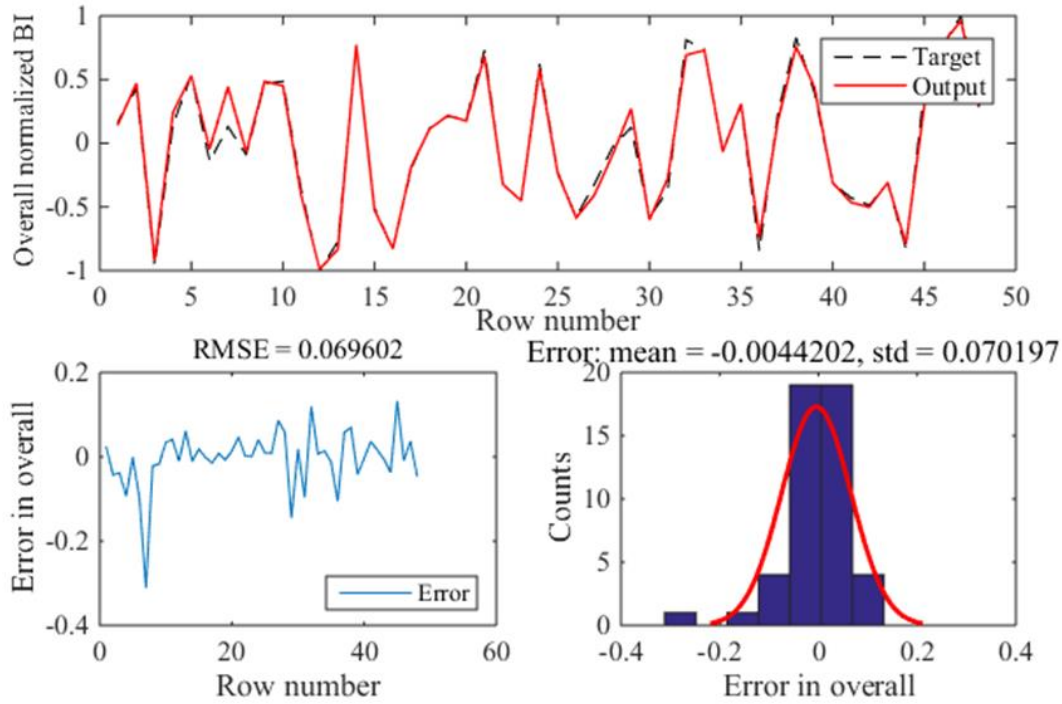 Overall normalized BI
1
0.5
0
-0.5
-1
Target
Output
0 5 10 15 20 25 30 35 40 45 50
Row number
RMSE = 0.069602
Error in overall
0.2
0
-0.2
-0.4
Error
0 20 40 60
Row number
Error: mean = -0.0044202, std = 0.070197
Counts
20
15
10
5
0
-0.4 -0.2 0 0.2 0.4
Error in overall